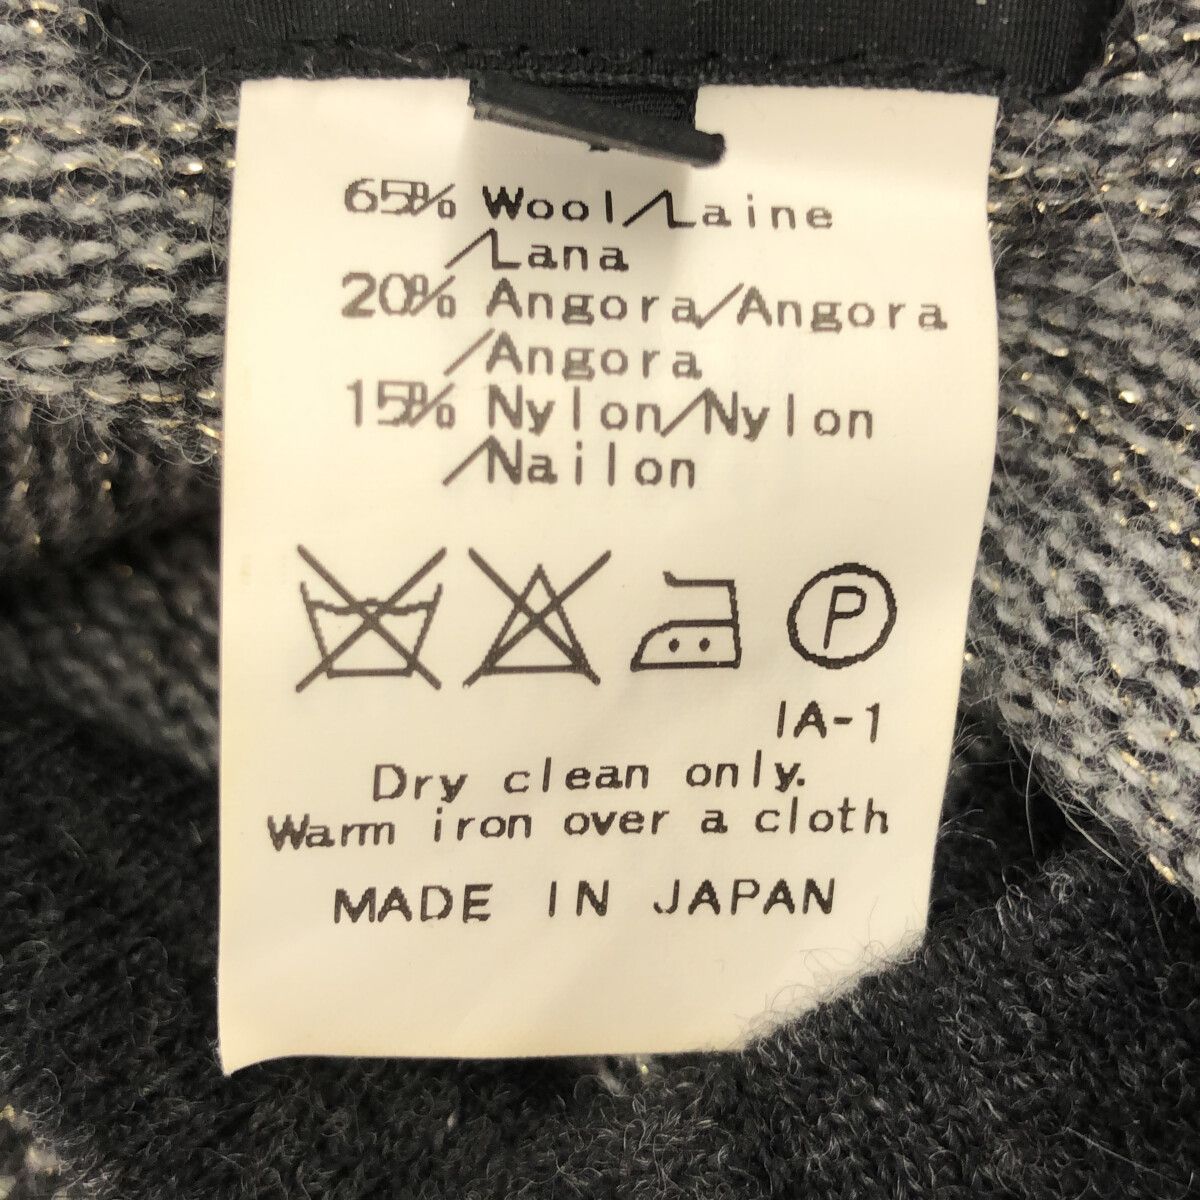 65% Wool/Laine
/Lana
20% Angora/Angora
/Angora
15% Nylon/Nylon
/Nailon
P
IA-1
Dry clean only.
Warm iron over a cloth
MADE IN JAPAN